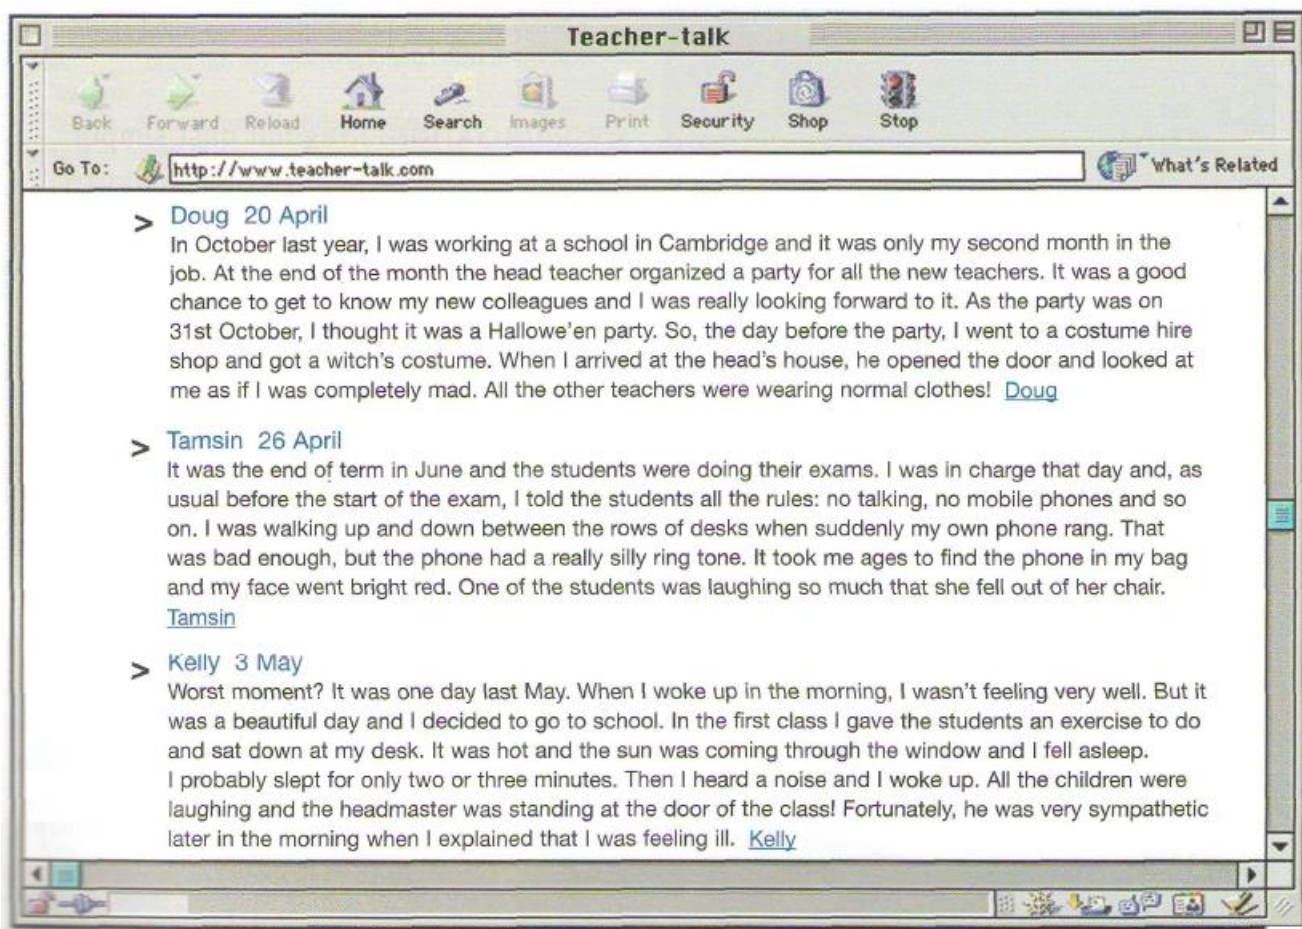 Teacher-talk
Back Forward Reload Home Search Images Print Security Shop Stop
Go To: http://www.teacher-talk.com What's Related
> Doug 20 April
In October last year, I was working at a school in Cambridge and it was only my second month in the
job. At the end of the month the head teacher organized a party for all the new teachers. It was a good
chance to get to know my new colleagues and I was really looking forward to it. As the party was on
31st October, I thought it was a Hallowe'en party. So, the day before the party, I went to a costume hire
shop and got a witch's costume. When I arrived at the head's house, he opened the door and looked at
me as if I was completely mad. All the other teachers were wearing normal clothes! Doug
> Tamsin 26 April
It was the end of term in June and the students were doing their exams. I was in charge that day and, as
usual before the start of the exam, I told the students all the rules: no talking, no mobile phones and so
on. I was walking up and down between the rows of desks when suddenly my own phone rang. That
was bad enough, but the phone had a really silly ring tone. It took me ages to find the phone in my bag
and my face went bright red. One of the students was laughing so much that she fell out of her chair.
Tamsin
> Kelly 3 May
Worst moment? It was one day last May. When I woke up in the morning, I wasn't feeling very well. But it
was a beautiful day and I decided to go to school. In the first class I gave the students an exercise to do
and sat down at my desk. It was hot and the sun was coming through the window and I fell asleep.
I probably slept for only two or three minutes. Then I heard a noise and I woke up. All the children were
laughing and the headmaster was standing at the door of the class! Fortunately, he was very sympathetic
later in the morning when I explained that I was feeling ill. Kelly